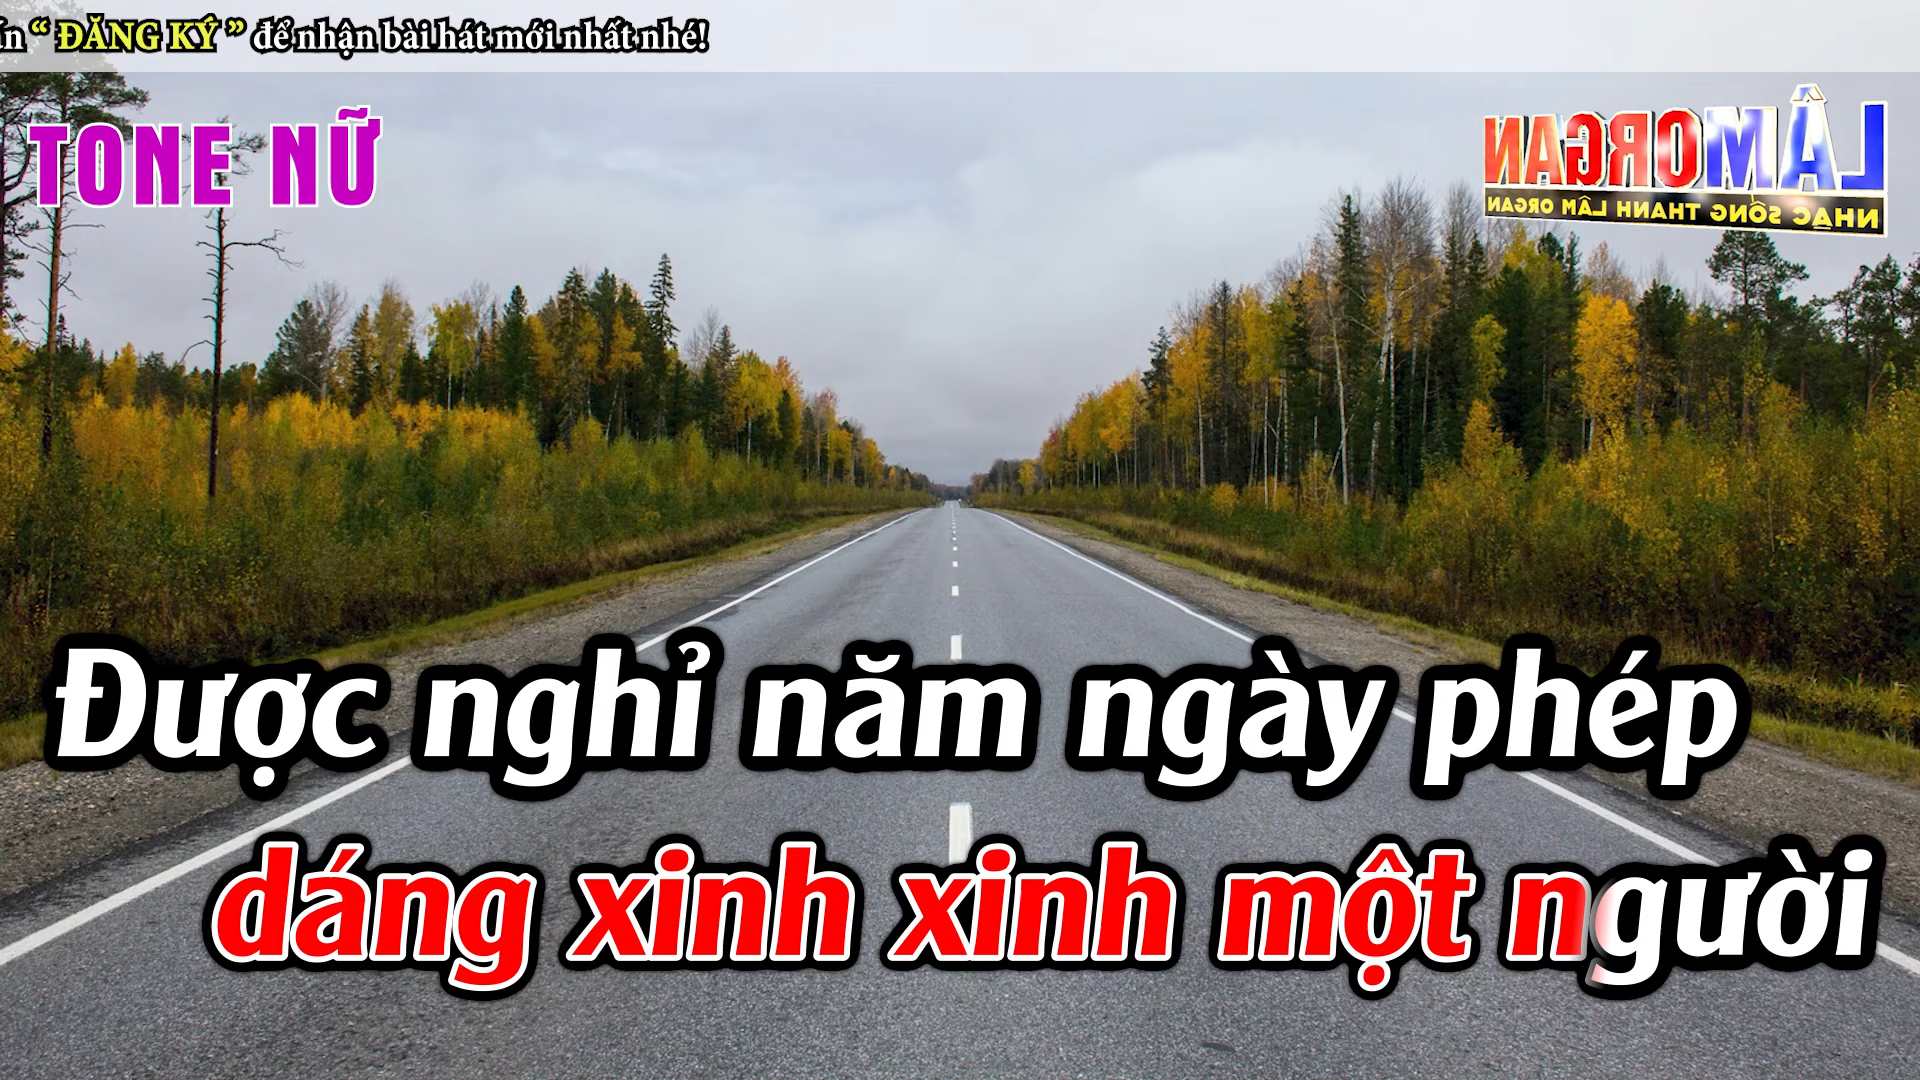 “ ĐĂNG KÝ ” để nhận bài hát mới nhất nhé!
TONE NỮ
LÂM ORGAN
NHẠC SỐNG THANH LÂM ORGAN
Được nghỉ năm ngày phép
dáng xinh xinh một người